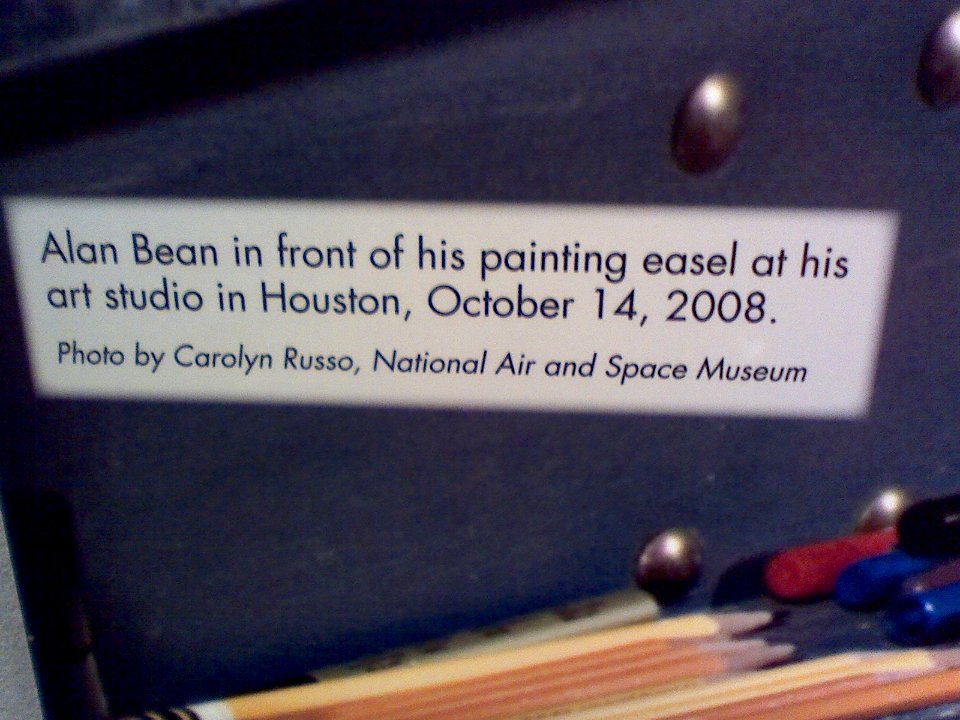 Alan Bean in front of his painting easel at his
art studio in Houston, October 14, 2008.
Photo by Carolyn Russo, National Air and Space Museum